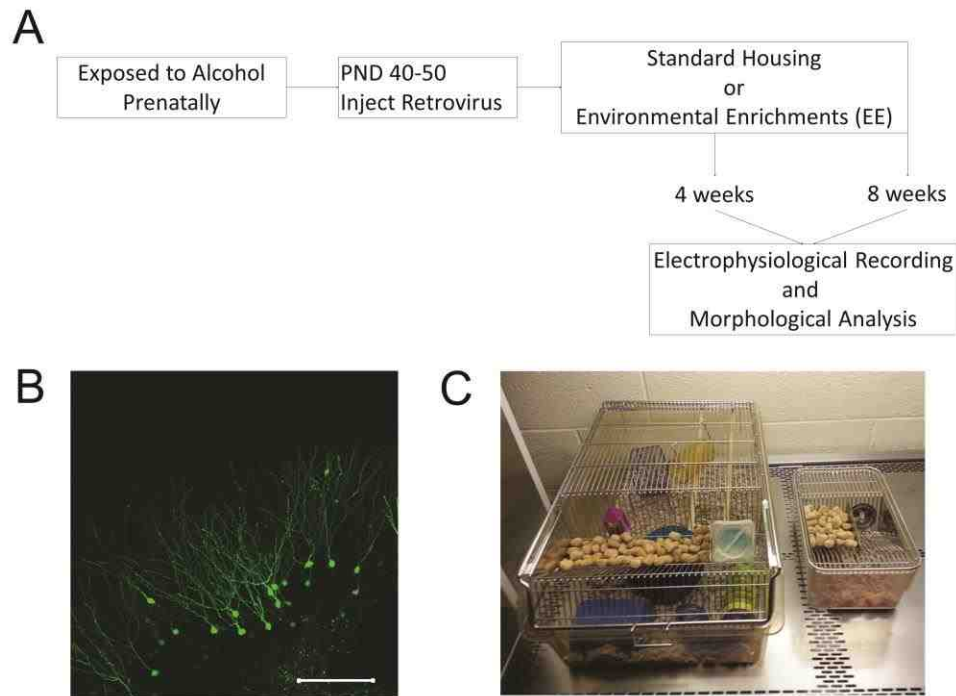 A
Exposed to Alcohol
Prenatally
PND 40-50
Inject Retrovirus
Standard Housing
or
Environmental Enrichments (EE)
4 weeks
8 weeks
Electrophysiological Recording
and
Morphological Analysis
B
C